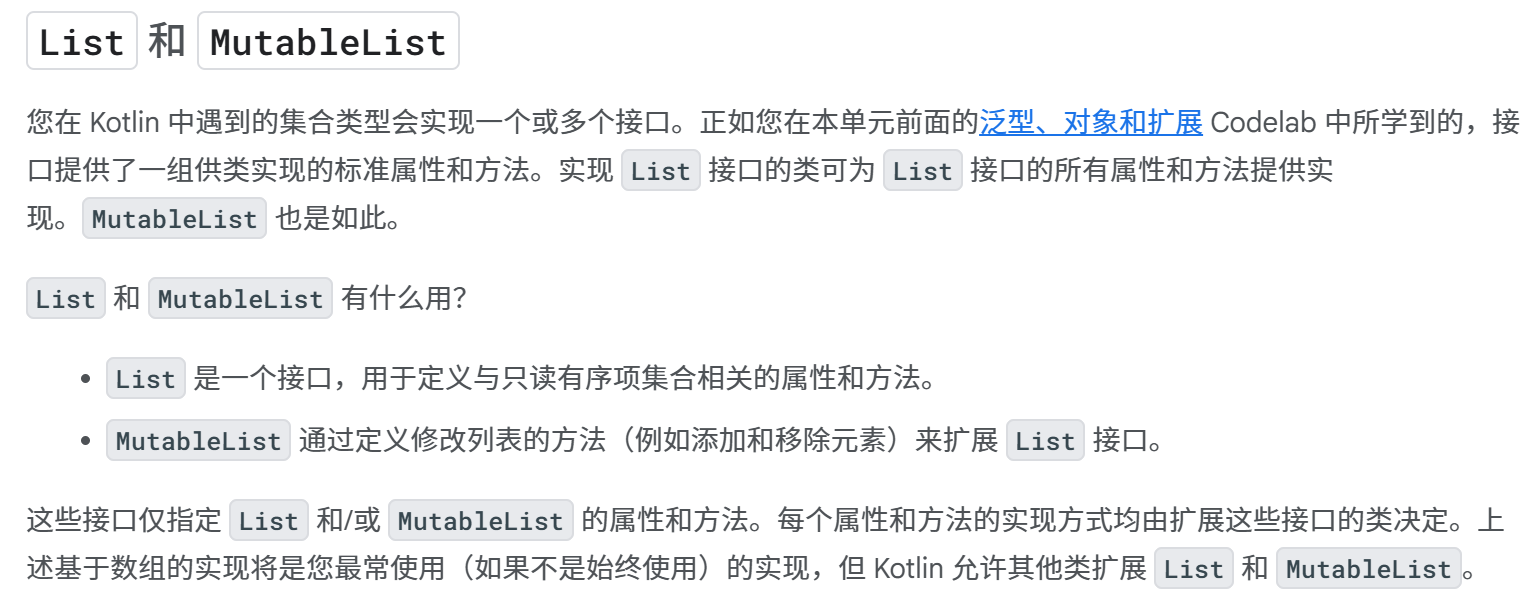 List 和 MutableList
您在 Kotlin 中遇到的集合类型会实现一个或多个接口。正如您在本单元前面的泛型、对象和扩展 Codelab 中所学到的，接
口提供了一组供类实现的标准属性和方法。实现 List 接口的类可为 List 接口的所有属性和方法提供实
现。MutableList 也是如此。
List 和 MutableList 有什么用？
• List 是一个接口，用于定义与只读有序项集合相关的属性和方法。
• MutableList 通过定义修改列表的方法（例如添加和移除元素）来扩展 List 接口。
这些接口仅指定 List 和/或 MutableList 的属性和方法。每个属性和方法的实现方式均由扩展这些接口的类决定。上
述基于数组的实现将是您最常使用（如果不是始终使用）的实现，但 Kotlin 允许其他类扩展 List 和 MutableList。